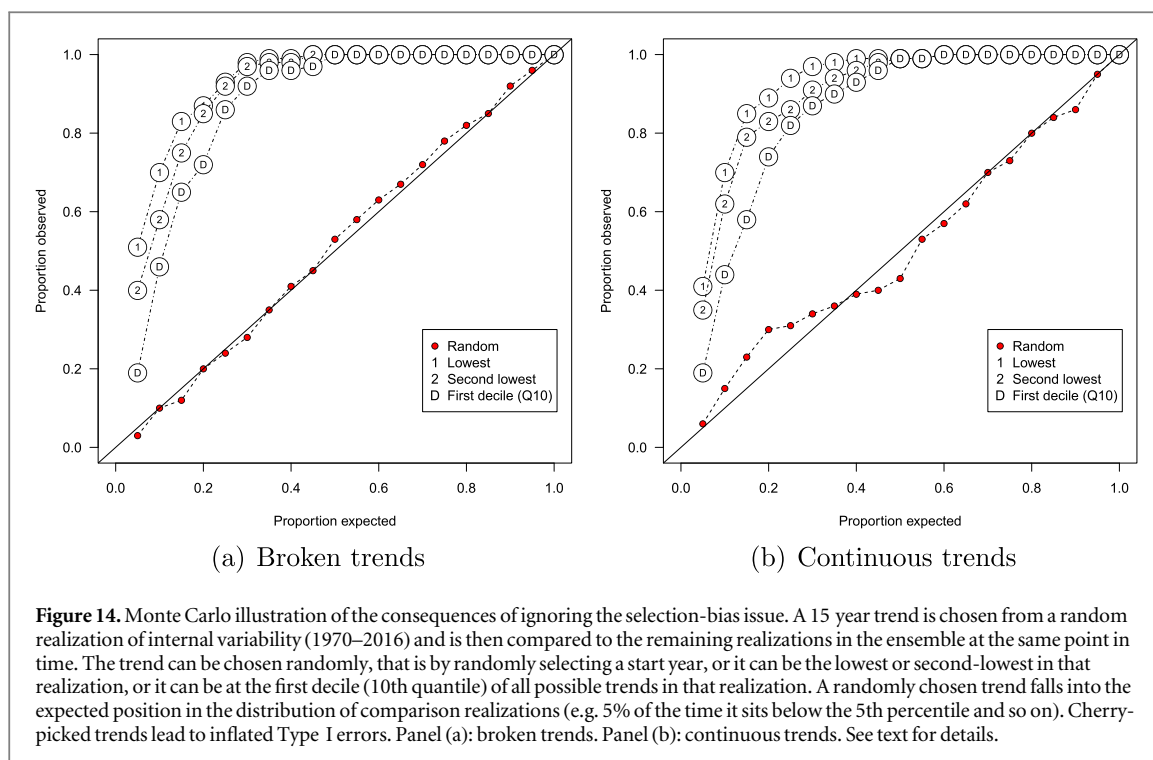 1.0
0.8
0.6
0.4
0.2
0.0
Proportion observed
0.0 0.2 0.4 0.6 0.8 1.0
Proportion expected
Random
1 Lowest
2 Second lowest
D First decile (Q10)
(a) Broken trends
1.0
0.8
0.6
0.4
0.2
0.0
Proportion observed
0.0 0.2 0.4 0.6 0.8 1.0
Proportion expected
Random
1 Lowest
2 Second lowest
D First decile (Q10)
(b) Continuous trends
Figure 14. Monte Carlo illustration of the consequences of ignoring the selection-bias issue. A 15 year trend is chosen from a random
realization of internal variability (1970–2016) and is then compared to the remaining realizations in the ensemble at the same point in
time. The trend can be chosen randomly, that is by randomly selecting a start year, or it can be the lowest or second-lowest in that
realization, or it can be at the first decile (10th quantile) of all possible trends in that realization. A randomly chosen trend falls into the
expected position in the distribution of comparison realizations (e.g. 5% of the time it sits below the 5th percentile and so on). Cherry-
picked trends lead to inflated Type I errors. Panel (a): broken trends. Panel (b): continuous trends. See text for details.